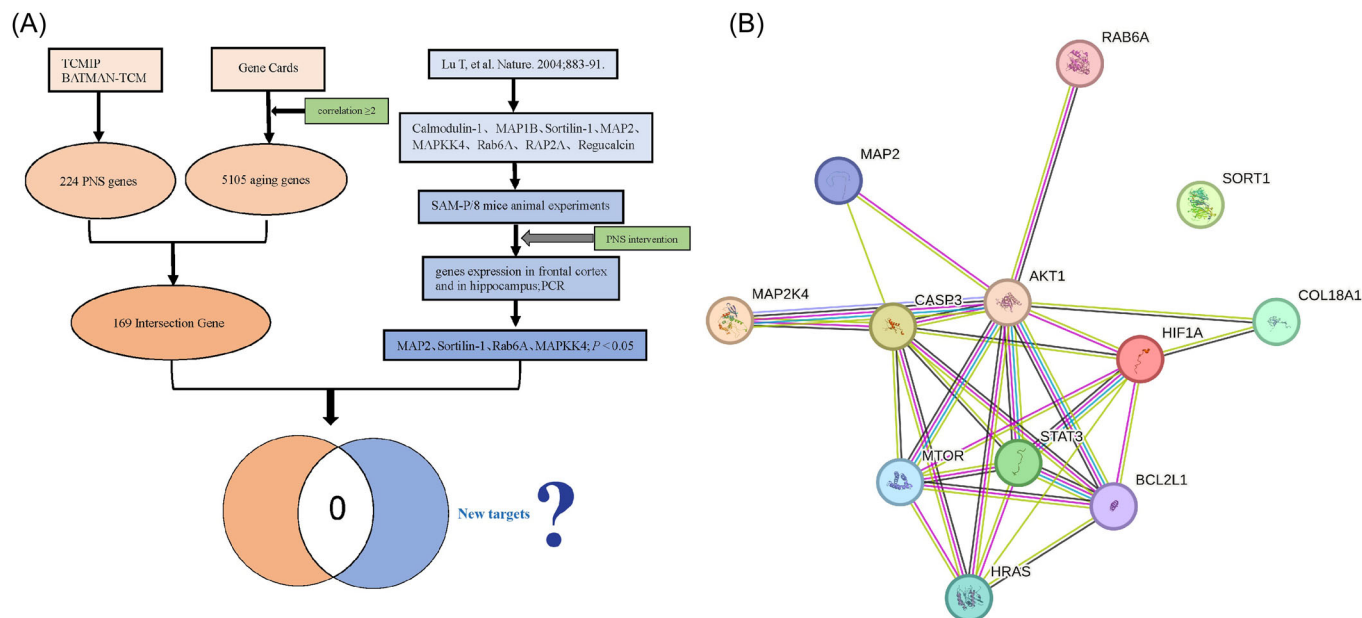 (A)
TCMIP
BATMAN-TCM
Gene Cards
correlation ≥2
224 PNS genes
5105 aging genes
169 Intersection Gene
Lu T, et al. Nature. 2004;883-91.
Calmodulin-1、MAP1B、Sortilin-1、MAP2、
MAPKK4、Rab6A、RAP2A、Regucalcin
SAM-P/8 mice animal experiments
PNS intervention
genes expression in frontal cortex
and in hippocampus;PCR
MAP2、Sortilin-1、Rab6A、MAPKK4; P < 0.05
0
New targets
?
(B)
RAB6A
MAP2
SORT1
AKT1
MAP2K4
CASP3
COL18A1
HIF1A
STAT3
MTOR
BCL2L1
HRAS